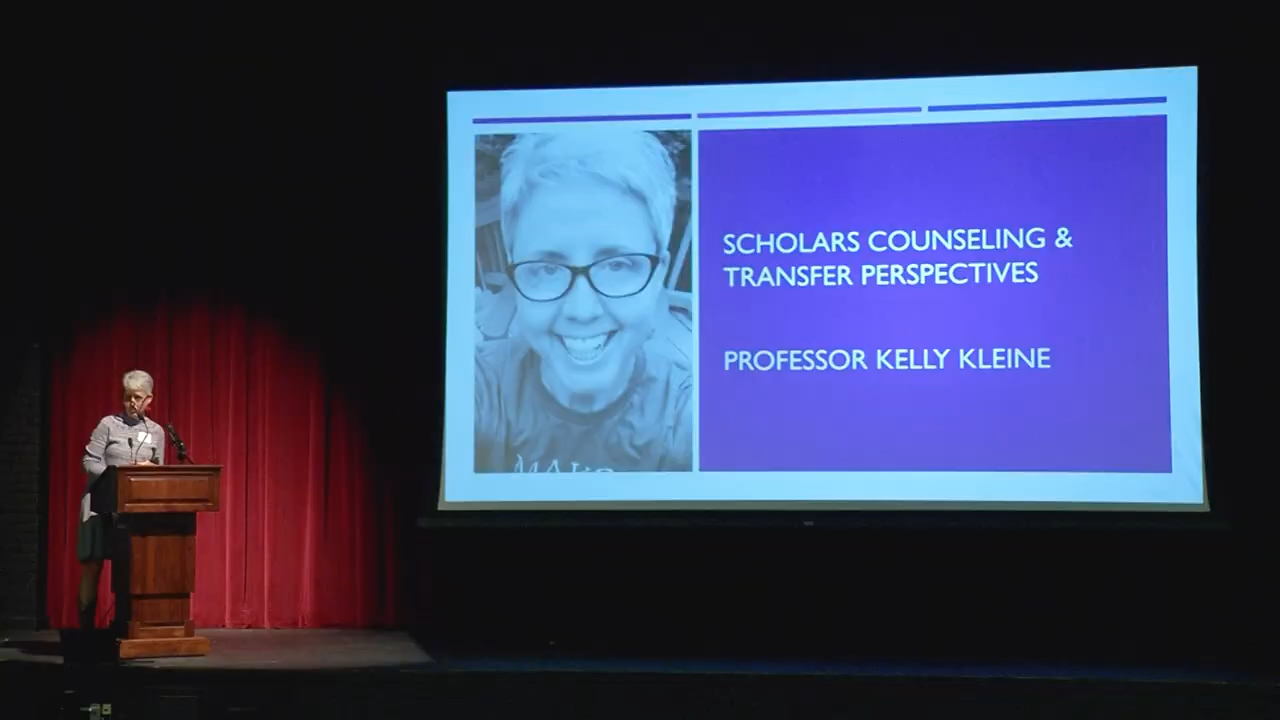 SCHOLARS COUNSELING &
TRANSFER PERSPECTIVES
PROFESSOR KELLY KLEINE